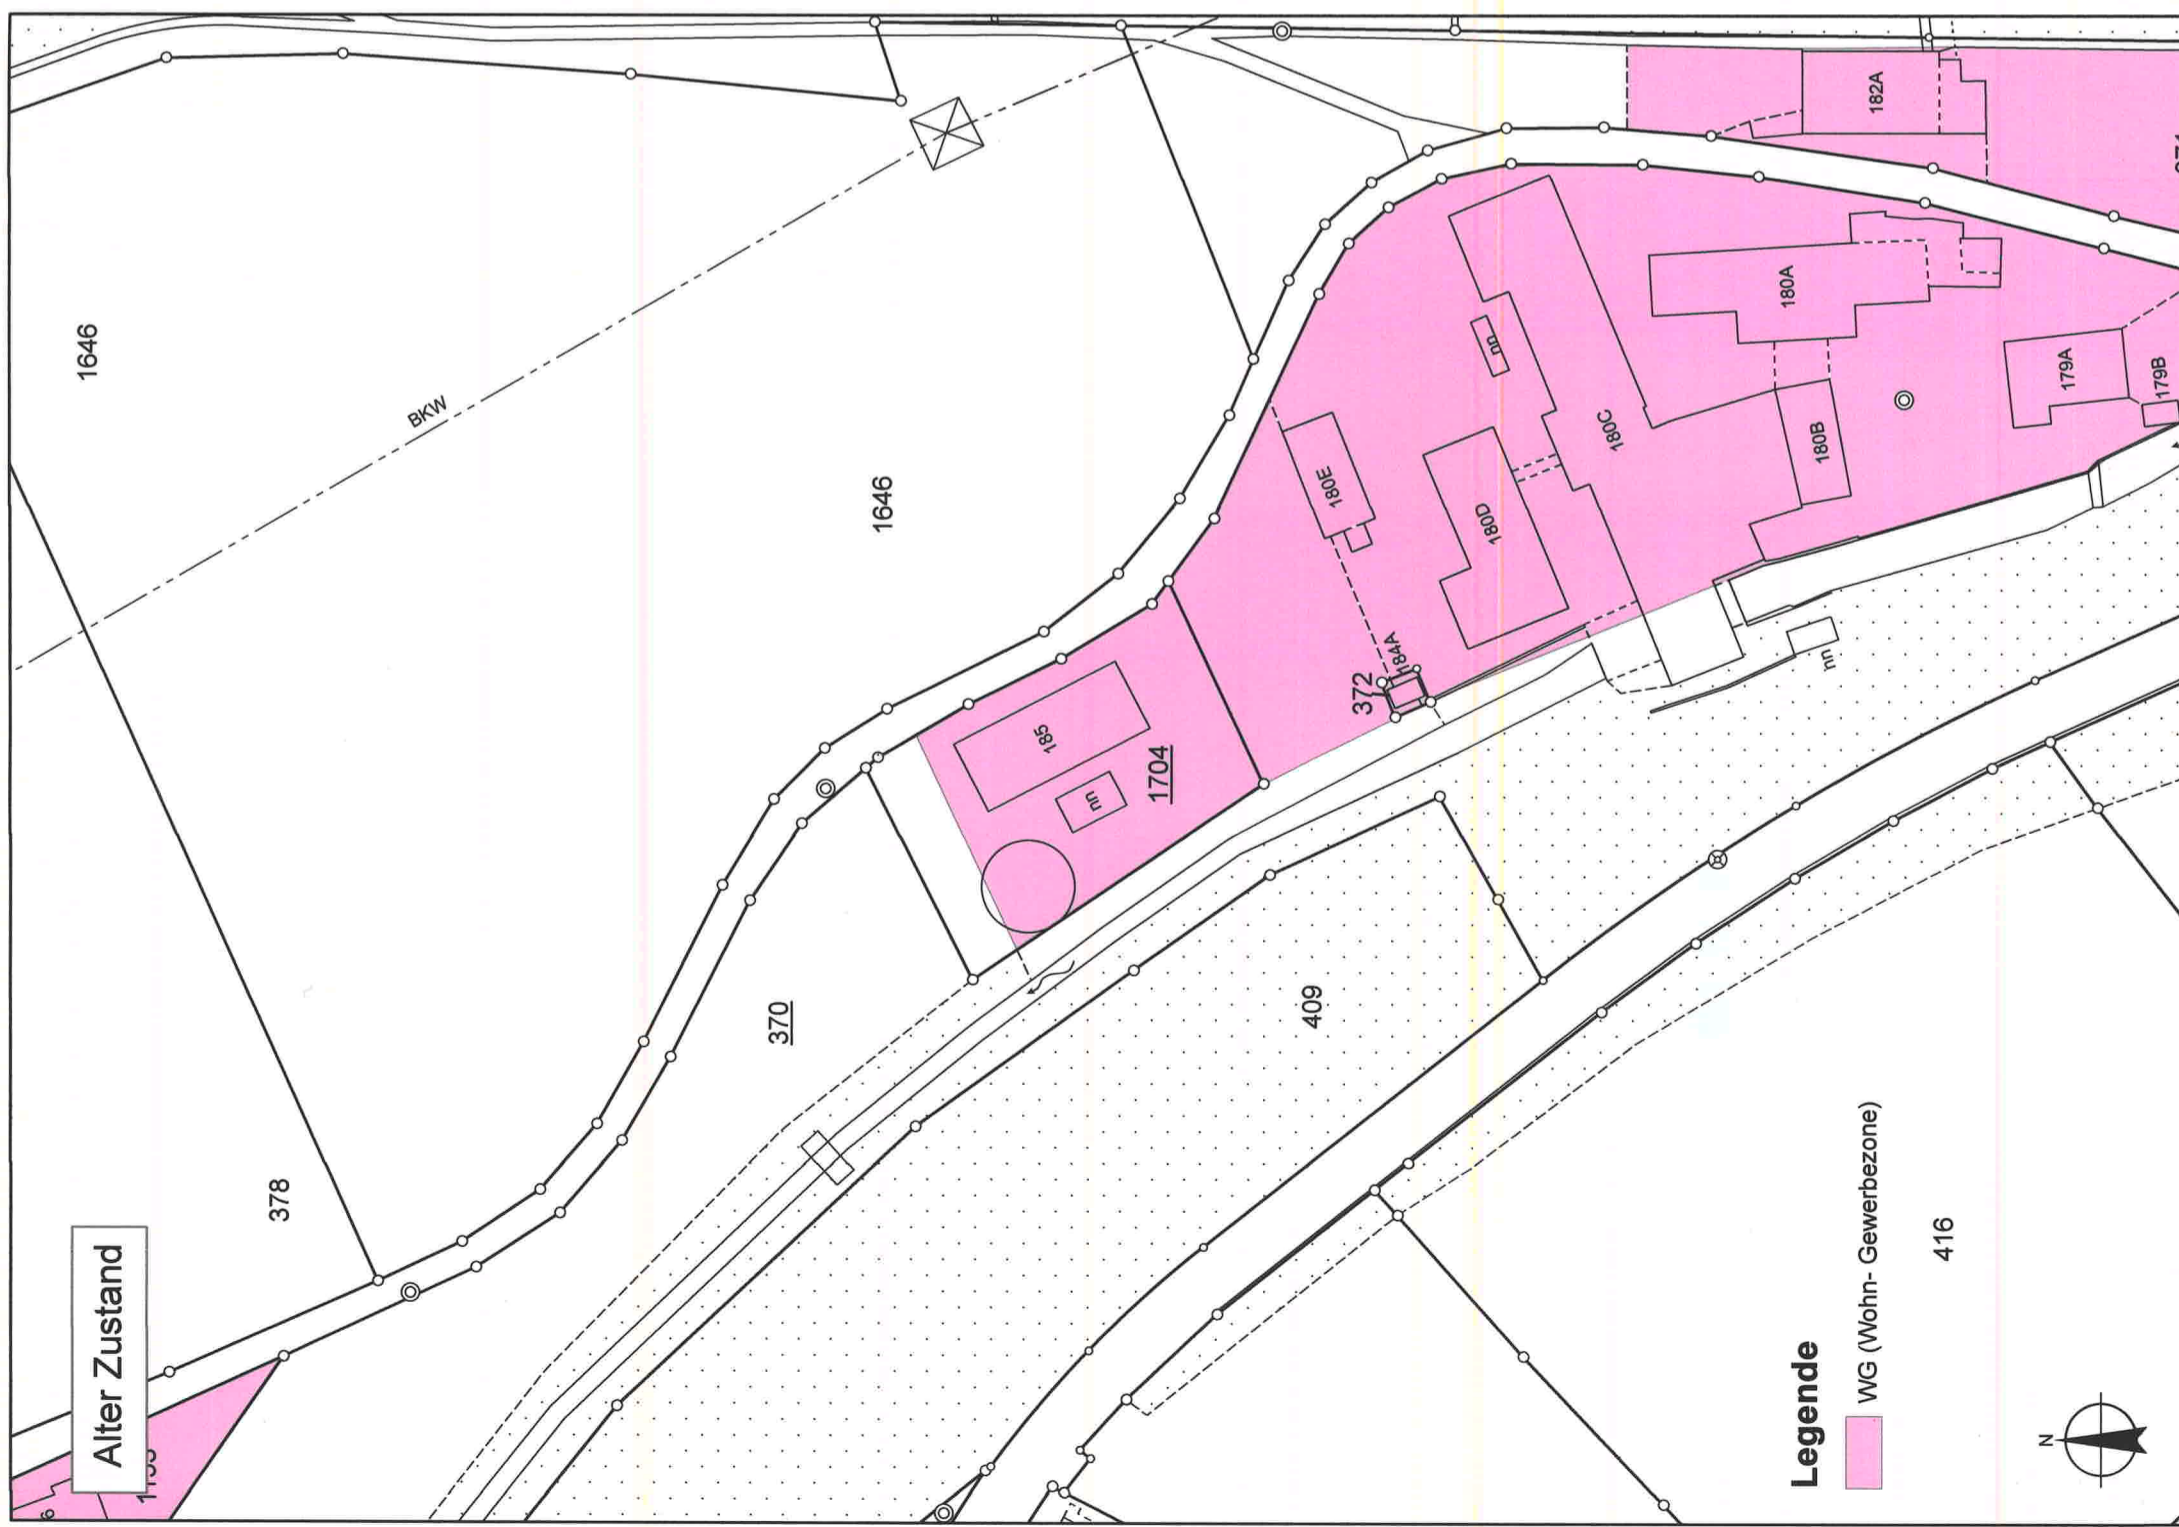 Alter Zustand
1646
BKW
1646
378
370
1704
185
nn
372
184A
180E
180D
180C
nn
180A
180B
182A
179A
179B
nn
409
416
Legende
WG (Wohn- Gewerbezone)
N